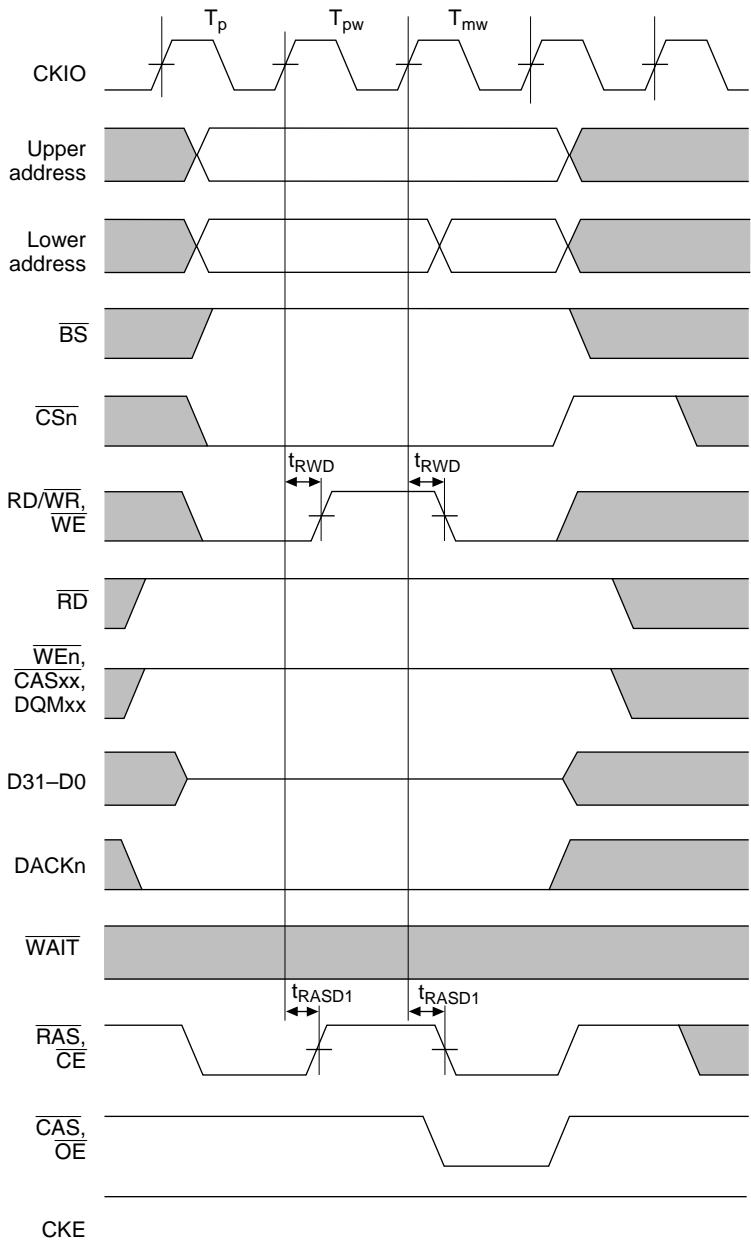 Tp Tpw Tmw
CKIO
Upper
address
Lower
address
BS
CSn
tRWD tRWD
RD/WR,
WE
RD
WEn,
CASxx,
DQMxx
D31–D0
DACKn
WAIT
tRASD1 tRASD1
RAS,
CE
CAS,
OE
CKE